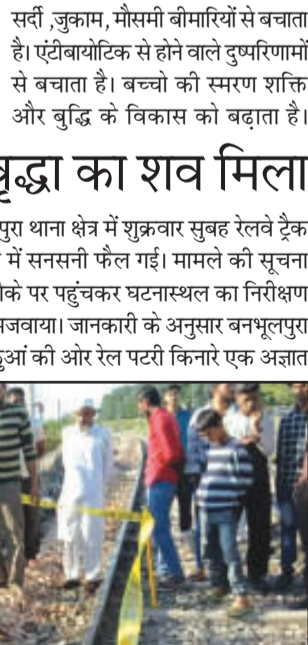 सर्दी ,जुकाम, मौसमी बीमारियों से बचाता
है। एंटीबायोटिक से होने वाले दुष्परिणामों
से बचाता है। बच्चो की स्मरण शक्ति
और बुद्धि के विकास को बढ़ाता है।
वृद्धा का शव मिला
पुरा थाना क्षेत्र में शुक्रवार सुबह रेलवे ट्रैक
में सनसनी फैल गई। मामले की सूचना
के पर पहुंचकर घटनास्थल का निरीक्षण
जवाया। जानकारी के अनुसार बनभूलपुरा
की ओर रेल पटरी किनारे एक अज्ञात